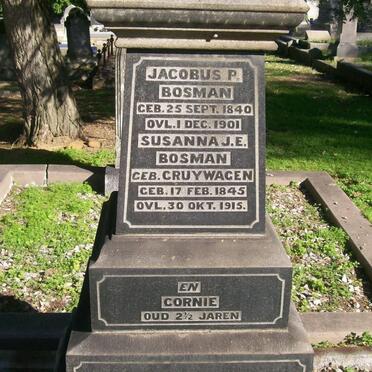 JACOBUS P.
BOSMAN
GEB. 25 SEPT. 1840
OVL. 1 DEC. 1901
SUSANNA J.E.
BOSMAN
GEB. CRUYWAGEN
GEB. 17 FEB. 1845
OVL. 30 OKT. 1915.
EN
CORNIE
OUD 2½ JAREN